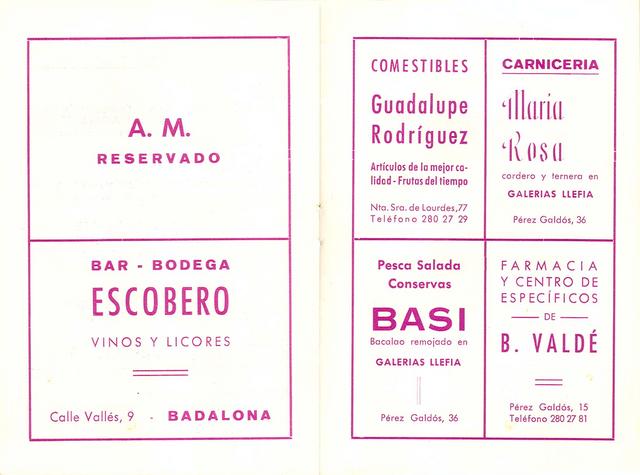 A. M.
RESERVADO
BAR - BODEGA
ESCOBERO
VINOS Y LICORES
Calle Vallés, 9 - BADALONA
COMESTIBLES
Guadalupe
Rodríguez
Artículos de la mejor ca-
lidad - Frutas del tiempo
Nta. Sra. de Lourdes, 77
Teléfono 280 27 29
CARNICERIA
Maria
Rosa
cordero y ternera en
GALERIAS LLEFIA
Pérez Galdós, 36
Pesca Salada
Conservas
BASI
Bacalao remojado en
GALERIAS LLEFIA
Pérez Galdós, 36
FARMACIA
Y CENTRO DE
ESPECÍFICOS
DE
B. VALDÉ
Pérez Galdós, 15
Teléfono 280 27 81